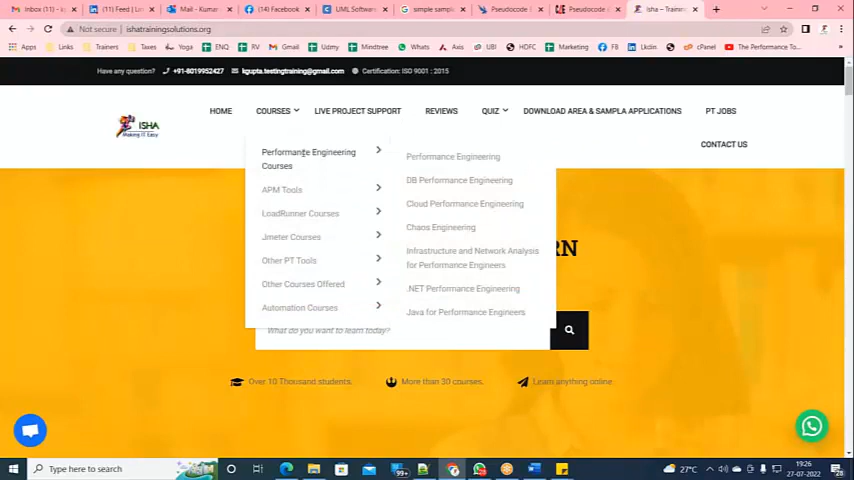 Inbox (11) - k
(11) Feed | Lin
Mail - Kumar
(14) Facebook
UML Software
simple sampl
Pseudocode
Pseudocode
Isha – Trainin
Not secure | ishatrainingsolutions.org
Apps
Links
Trainers
Taxes
Yoga
ENQ
RV
Gmail
Udmy
Mindtree
Whats
UBI
HDFC
Marketing
FB
Lkdin
cPanel
The Performance To...
Have any question?
+91-8019952427
kgupta.testingtraining@gmail.com
Certification: ISO 9001 : 2015
ISHA
Making IT Easy
HOME
COURSES
LIVE PROJECT SUPPORT
REVIEWS
QUIZ
DOWNLOAD AREA & SAMPLA APPLICATIONS
PT JOBS
CONTACT US
Performance Engineering
Courses
APM Tools
LoadRunner Courses
Jmeter Courses
Other PT Tools
Other Courses Offered
Automation Courses
Performance Engineering
DB Performance Engineering
Cloud Performance Engineering
Chaos Engineering
Infrastructure and Network Analysis
for Performance Engineers
.NET Performance Engineering
Java for Performance Engineers
RN
What do you want to learn today?
Over 10 Thousand students.
More than 30 courses.
Learn anything online
Type here to search
99+
27°C
19:26
27-07-2022
28